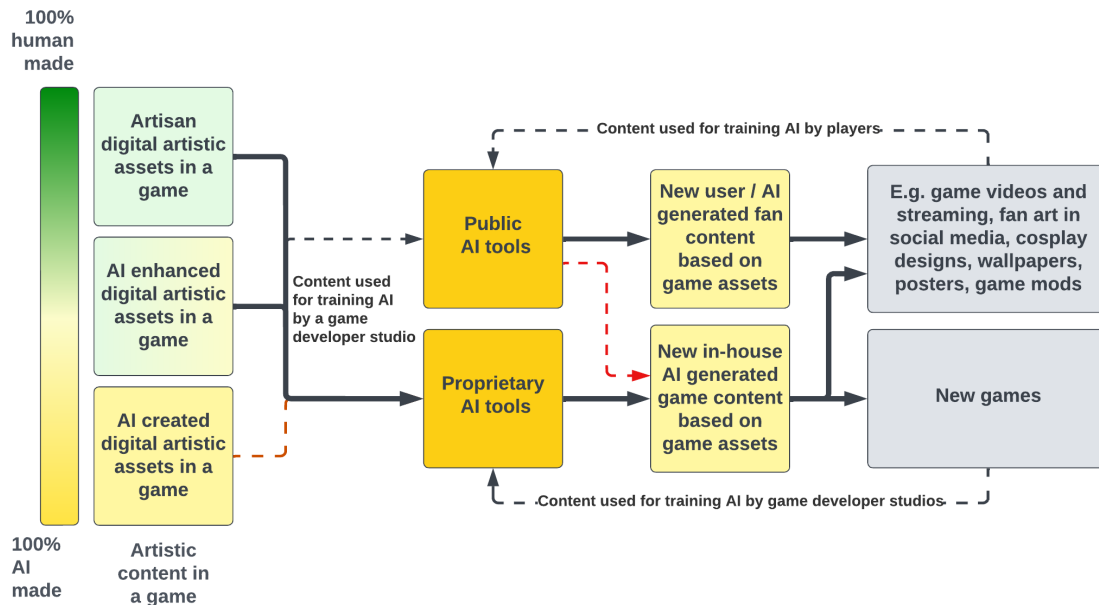 100%
human
made
Artisan
digital artistic
assets in a
game
AI enhanced
digital artistic
assets in a
game
AI created
digital artistic
assets in a
game
100%
AI
made
Artistic
content in
a game
Content used
for training AI
by a game
developer studio
Content used for training AI by players
Public
AI tools
New user / AI
generated fan
content
based on
game assets
E.g. game videos and
streaming, fan art in
social media, cosplay
designs, wallpapers,
posters, game mods
Proprietary
AI tools
New in-house
AI generated
game content
based on
game assets
New games
Content used for training AI by game developer studios